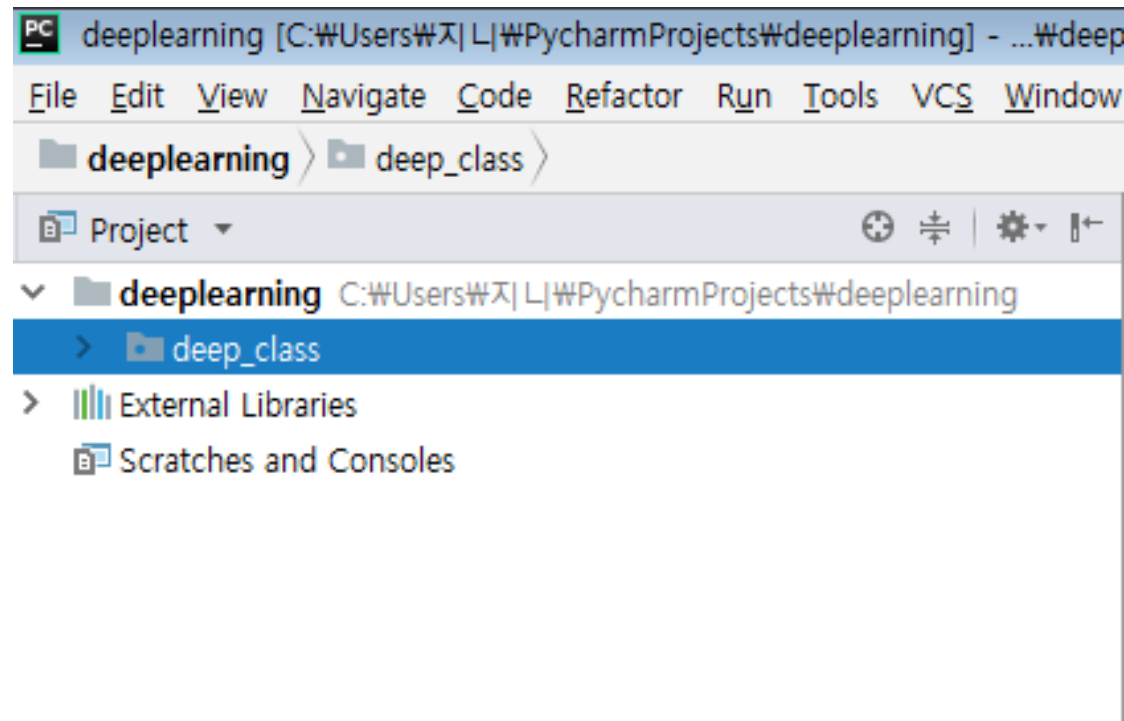 PC deeplearning [C:₩Users₩지니₩PycharmProjects₩deeplearning] - ...₩deep
File Edit View Navigate Code Refactor Run Tools VCS Window
deeplearning deep_class
Project
deeplearning C:₩Users₩지니₩PycharmProjects₩deeplearning
deep_class
External Libraries
Scratches and Consoles